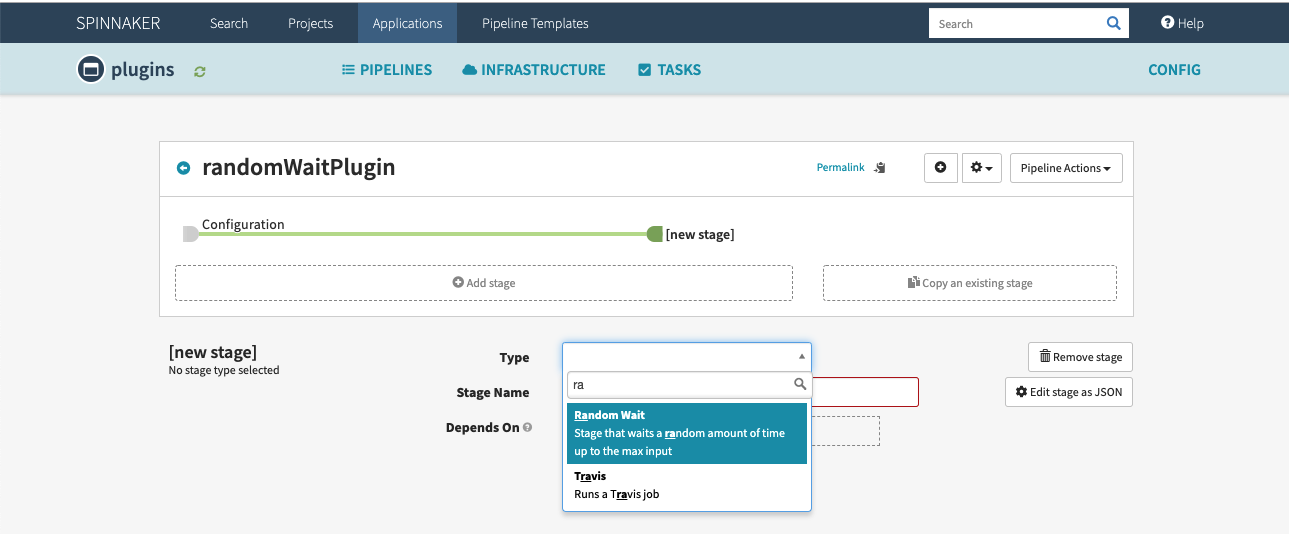 SPINNAKER Search Projects Applications Pipeline Templates Search Help
plugins PIPELINES INFRASTRUCTURE TASKS CONFIG
randomWaitPlugin Permalink Pipeline Actions
Configuration
[new stage]
Add stage Copy an existing stage
[new stage] Type Remove stage
No stage type selected
ra
Stage Name Edit stage as JSON
Random Wait
Depends On Stage that waits a random amount of time
up to the max input
Travis
Runs a Travis job